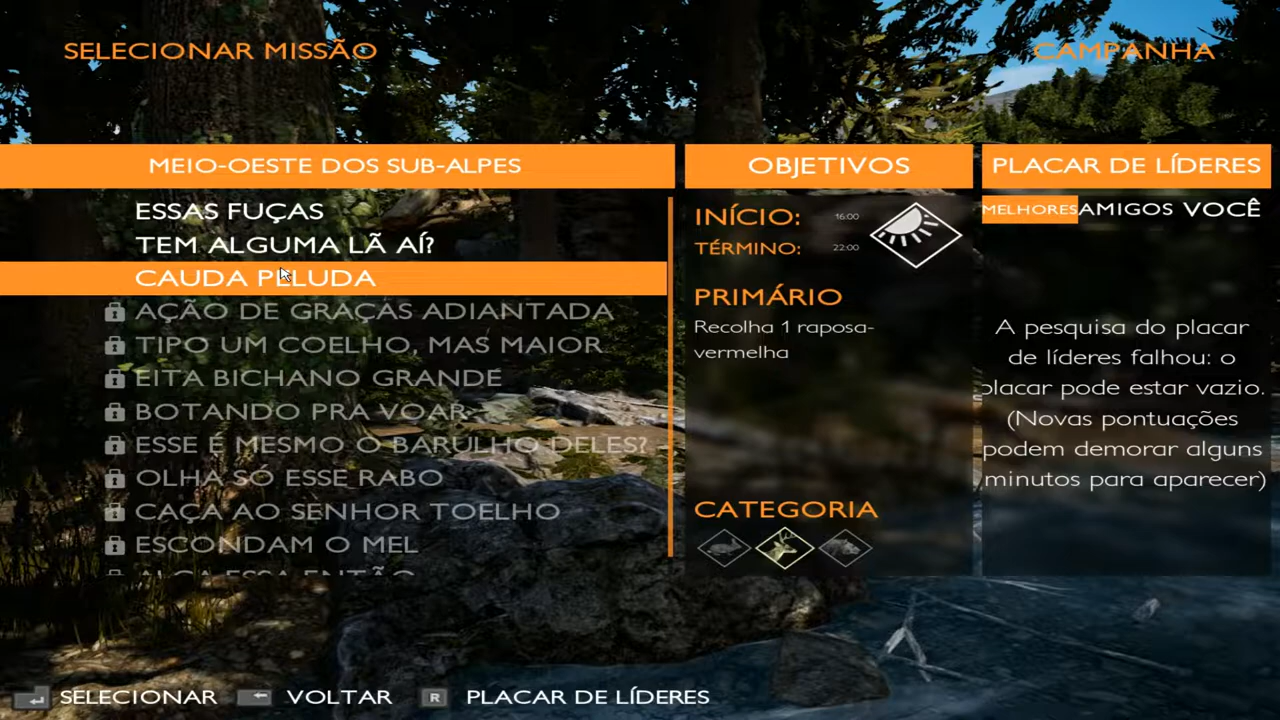 SELECIONAR MISSÃO
CAMPANHA
MEIO-OESTE DOS SUB-ALPES
ESSAS FUÇAS
TEM ALGUMA LÃ AÍ?
CAUDA PELUDA
AÇÃO DE GRAÇAS ADIANTADA
TIPO UM COELHO, MAS MAIOR
EITA BICHANO GRANDE
BOTANDO PRA VOAR
ESSE É MESMO O BARULHO DELES?
OLHA SÓ ESSE RABO
CAÇA AO SENHOR TOELHO
ESCONDAM O MEL
OBJETIVOS
INÍCIO: 16:00
TÉRMINO: 22:00
PRIMÁRIO
Recolha 1 raposa-
vermelha
CATEGORIA
PLACAR DE LÍDERES
MELHORES AMIGOS VOCÊ
A pesquisa do placar
de líderes falhou: o
placar pode estar vazio.
(Novas pontuações
podem demorar alguns
minutos para aparecer)
SELECIONAR VOLTAR R PLACAR DE LÍDERES